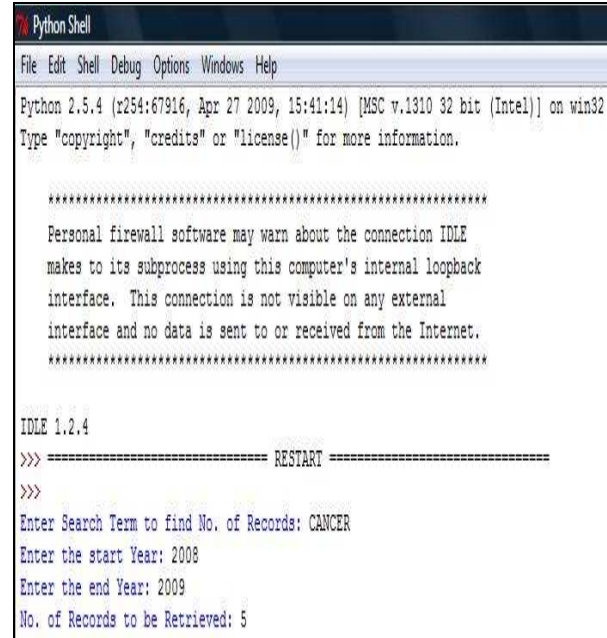 Python Shell
File Edit Shell Debug Options Windows Help
Python 2.5.4 (r254:67916, Apr 27 2009, 15:41:14) [MSC v.1310 32 bit (Intel)] on win32
Type "copyright", "credits" or "license()" for more information.
****************************************************************
Personal firewall software may warn about the connection IDLE
makes to its subprocess using this computer's internal loopback
interface.  This connection is not visible on any external
interface and no data is sent to or received from the Internet.
****************************************************************
IDLE 1.2.4
>>> ================================ RESTART ================================
>>>
Enter Search Term to find No. of Records: CANCER
Enter the start Year: 2008
Enter the end Year: 2009
No. of Records to be Retrieved: 5